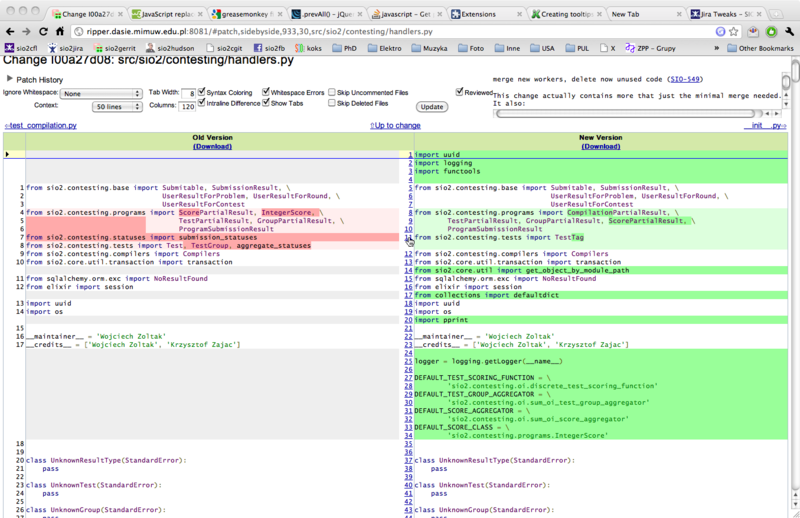 Change I00a27d08:
JavaScript replac
greasemonkey
.prevAll() – jQue
javascript – Get
Extensions
Creating tooltips
New Tab
Jira Tweaks – SIO
ripper.dasie.mimuw.edu.pl:8081/#patch,sidebyside,933,30,src/sio2/contesting/handlers.py
sio2cfl
sio2jira
sio2gerrit
sio2hudson
sio2cgit
sio2fb
koks
PhD
Elektro
Muzyka
Foto
Inne
USA
PUL
X
ZPP - Grupy
»
Other Bookmarks
Change I00a27d08: src/sio2/contesting/handlers.py
Patch History
Ignore Whitespace: None
Tab Width: 8
Syntax Coloring
Whitespace Errors
Skip Uncommented Files
Reviewed
Context: 50 lines
Columns: 120
Intraline Difference
Show Tabs
Skip Deleted Files
Update
merge new workers, delete now unused code (SIO-549)
This change actually contains more that just the minimal merge needed.
It also:
⇐test_compilation.py
⇑Up to change
__init__.py⇒
Old Version
(Download)
1 from sio2.contesting.base import Submitable, SubmissionResult, \
2 UserResultForProblem, UserResultForRound, \
3 UserResultForContest
4 from sio2.contesting.programs import ScorePartialResult, IntegerScore, \
5 TestPartialResult, GroupPartialResult, \
6 ProgramSubmissionResult
7 from sio2.contesting.statuses import submission_statuses
8 from sio2.contesting.tests import Test, TestGroup, aggregate_statuses
9 from sio2.contesting.compilers import Compilers
10 from sio2.core.util.transaction import transaction
11 from sqlalchemy.orm.exc import NoResultFound
12 from elixir import session
13 import uuid
14 import os
15
16 __maintainer__ = 'Wojciech Zoltak'
17 __credits__ = ['Wojciech Zoltak', 'Krzysztof Zajac']
18
19
20 class UnknownResultType(StandardError):
21 pass
22
23 class UnknownTest(StandardError):
24 pass
25
26 class UnknownGroup(StandardError):
New Version
(Download)
1 import uuid
2 import logging
3 import functools
4
5 from sio2.contesting.base import Submitable, SubmissionResult, \
6 UserResultForProblem, UserResultForRound, \
7 UserResultForContest
8 from sio2.contesting.programs import CompilationPartialResult, \
9 TestPartialResult, GroupPartialResult, ScorePartialResult, \
10 ProgramSubmissionResult
11 from sio2.contesting.tests import TestTag
12 from sio2.contesting.compilers import Compilers
13 from sio2.core.util.transaction import transaction
14 from sio2.core.util import get_object_by_module_path
15 from sqlalchemy.orm.exc import NoResultFound
16 from elixir import session
17 from collections import defaultdict
18 import uuid
19 import os
20 import pprint
21
22 __maintainer__ = 'Wojciech Zoltak'
23 __credits__ = ['Wojciech Zoltak', 'Krzysztof Zajac']
24
25 logger = logging.getLogger(__name__)
26
27 DEFAULT_TEST_SCORING_FUNCTION = \
28 'sio2.contesting.oi.discrete_test_scoring_function'
29 DEFAULT_TEST_GROUP_AGGREGATOR = \
30 'sio2.contesting.oi.sum_oi_test_group_aggregator'
31 DEFAULT_SCORE_AGGREGATOR = \
32 'sio2.contesting.oi.sum_oi_score_aggregator'
33 DEFAULT_SCORE_CLASS = \
34 'sio2.contesting.programs.IntegerScore'
35
36
37 class UnknownResultType(StandardError):
38 pass
39
40 class UnknownTest(StandardError):
41 pass
42
43 class UnknownGroup(StandardError):